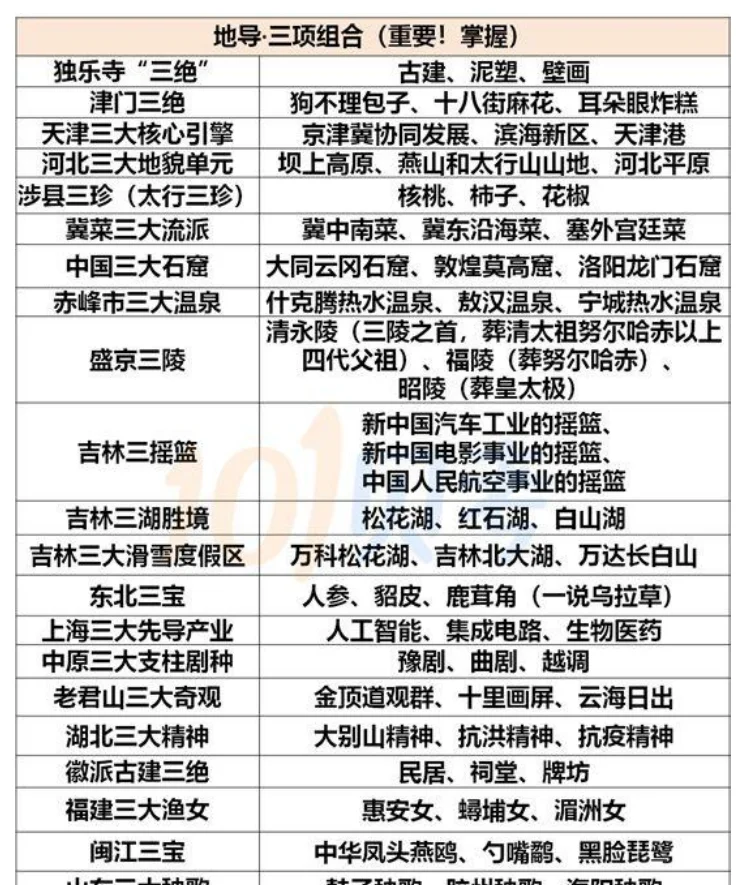 地导·三项组合（重要！掌握）
独乐寺“三绝” 古建、泥塑、壁画
津门三绝 狗不理包子、十八街麻花、耳朵眼炸糕
天津三大核心引擎 京津冀协同发展、滨海新区、天津港
河北三大地貌单元 坝上高原、燕山和太行山山地、河北平原
涉县三珍（太行三珍） 核桃、柿子、花椒
冀菜三大流派 冀中南菜、冀东沿海菜、塞外宫廷菜
中国三大石窟 大同云冈石窟、敦煌莫高窟、洛阳龙门石窟
赤峰市三大温泉 什克腾热水温泉、敖汉温泉、宁城热水温泉
盛京三陵 清永陵（三陵之首，葬清太祖努尔哈赤以上
四代父祖）、福陵（葬努尔哈赤）、
昭陵（葬皇太极）
吉林三摇篮 新中国汽车工业的摇篮、
新中国电影事业的摇篮、
中国人民航空事业的摇篮
吉林三湖胜境 松花湖、红石湖、白山湖
吉林三大滑雪度假区 万科松花湖、吉林北大湖、万达长白山
东北三宝 人参、貂皮、鹿茸角（一说乌拉草）
上海三大先导产业 人工智能、集成电路、生物医药
中原三大支柱剧种 豫剧、曲剧、越调
老君山三大奇观 金顶道观群、十里画屏、云海日出
湖北三大精神 大别山精神、抗洪精神、抗疫精神
徽派古建三绝 民居、祠堂、牌坊
福建三大渔女 惠安女、蟳埔女、湄洲女
闽江三宝 中华凤头燕鸥、勺嘴鹬、黑脸琵鹭
山东三大秧歌 鼓子秧歌、胶州秧歌、海阳秧歌
101